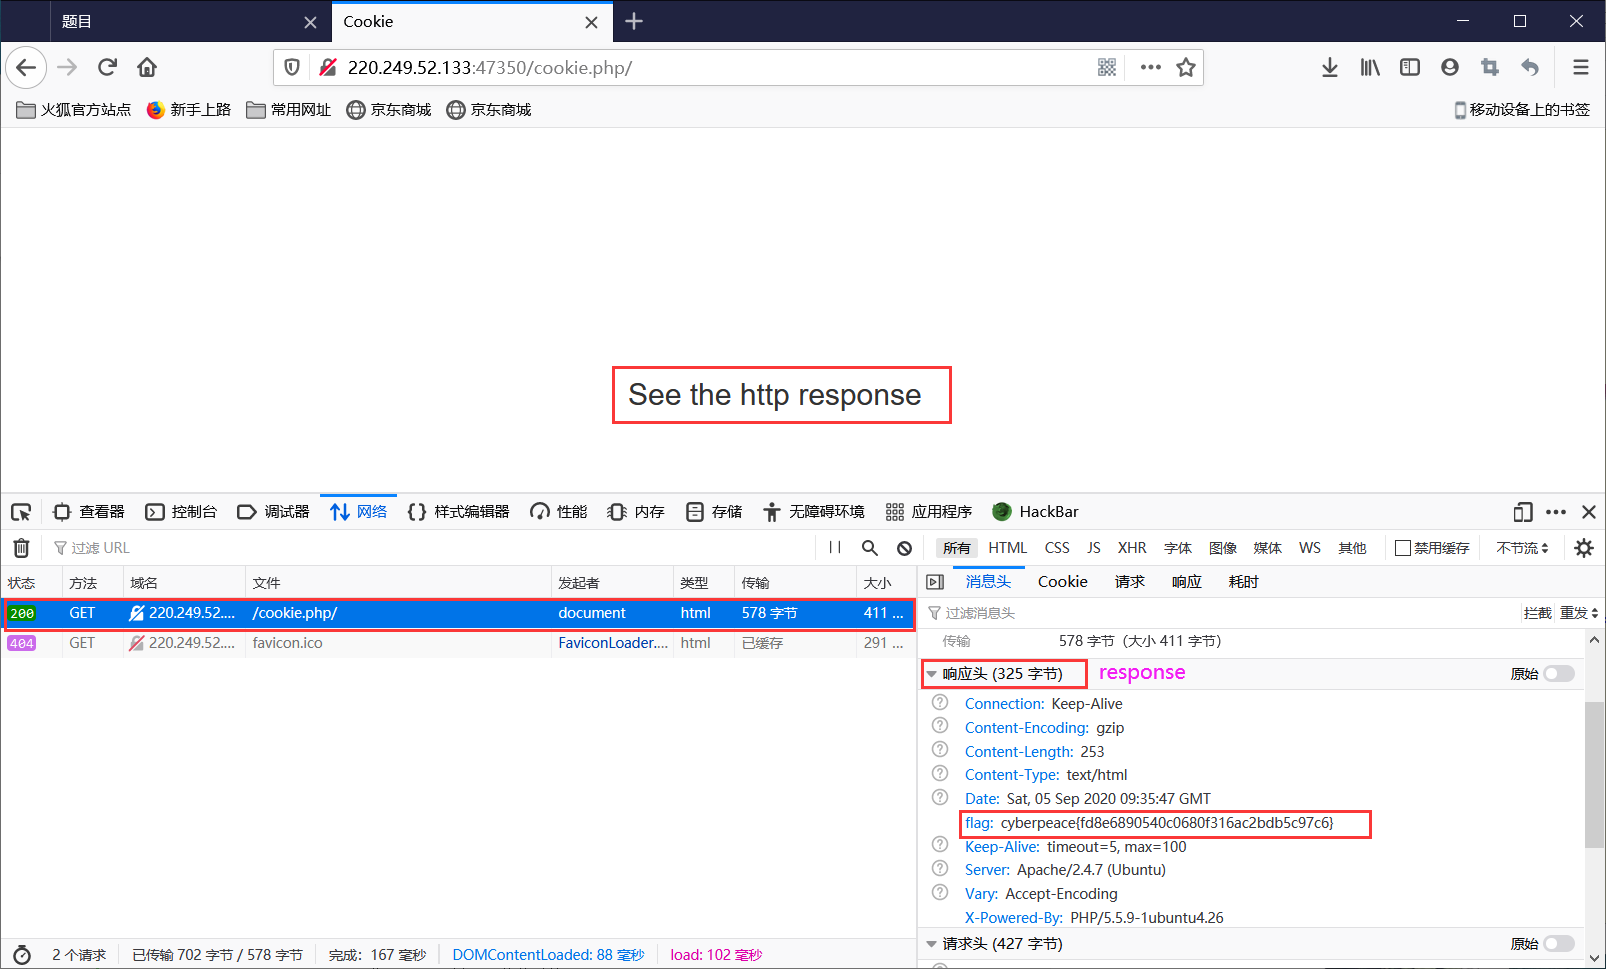 题目
Cookie
220.249.52.133:47350/cookie.php/
火狐官方站点 新手上路 常用网址 京东商城 京东商城 移动设备上的书签
See the http response
查看器 控制台 调试器 网络 样式编辑器 性能 内存 存储 无障碍环境 应用程序 HackBar
过滤 URL
所有 HTML CSS JS XHR 字体 图像 媒体 WS 其他 禁用缓存 不节流
状态 方法 域名 文件 发起者 类型 传输 大小
200 GET 220.249.52.... /cookie.php/ document html 578 字节 411 ...
404 GET 220.249.52.... favicon.ico FaviconLoader.... html 已缓存 291 ...
消息头 Cookie 请求 响应 耗时
过滤消息头 拦截 重发
传输 578 字节（大小 411 字节）
响应头 (325 字节) response 原始
Connection: Keep-Alive
Content-Encoding: gzip
Content-Length: 253
Content-Type: text/html
Date: Sat, 05 Sep 2020 09:35:47 GMT
flag: cyberpeace{fd8e6890540c0680f316ac2bdb5c97c6}
Keep-Alive: timeout=5, max=100
Server: Apache/2.4.7 (Ubuntu)
Vary: Accept-Encoding
X-Powered-By: PHP/5.5.9-1ubuntu4.26
请求头 (427 字节) 原始
2 个请求 已传输 702 字节 / 578 字节 完成：167 毫秒 DOMContentLoaded: 88 毫秒 load: 102 毫秒